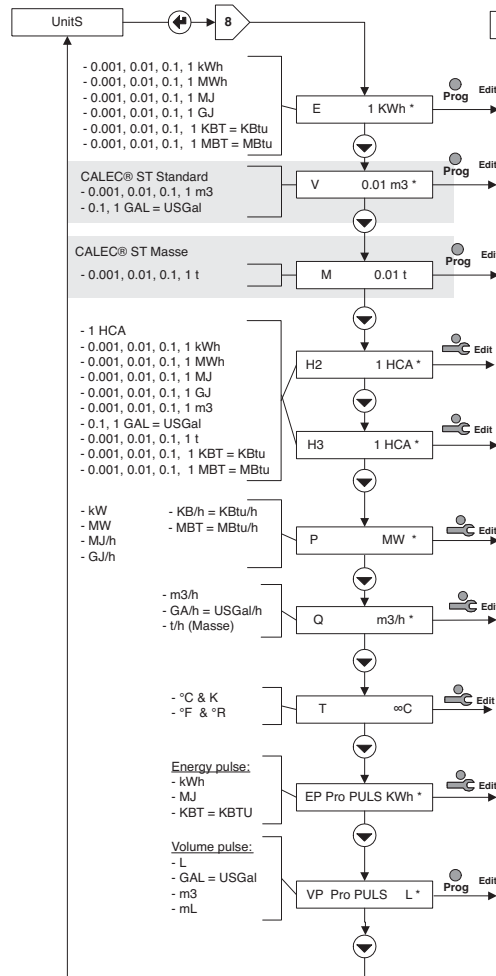 UnitS
8
- 0.001, 0.01, 0.1, 1 kWh
- 0.001, 0.01, 0.1, 1 MWh
- 0.001, 0.01, 0.1, 1 MJ
- 0.001, 0.01, 0.1, 1 GJ
- 0.001, 0.01, 0.1, 1 KBT = KBtu
- 0.001, 0.01, 0.1, 1 MBT = MBtu
E 1 KWh *
Prog
Edit
CALEC® ST Standard
- 0.001, 0.01, 0.1, 1 m3
- 0.1, 1 GAL = USGal
V 0.01 m3 *
Prog
Edit
CALEC® ST Masse
- 0.001, 0.01, 0.1, 1 t
M 0.01 t
Prog
Edit
- 1 HCA
- 0.001, 0.01, 0.1, 1 kWh
- 0.001, 0.01, 0.1, 1 MWh
- 0.001, 0.01, 0.1, 1 MJ
- 0.001, 0.01, 0.1, 1 GJ
- 0.001, 0.01, 0.1, 1 m3
- 0.1, 1 GAL = USGal
- 0.001, 0.01, 0.1, 1 t
- 0.001, 0.01, 0.1, 1 KBT = KBtu
- 0.001, 0.01, 0.1, 1 MBT = MBtu
H2 1 HCA *
Edit
H3 1 HCA *
Edit
- kW
- MW
- MJ/h
- GJ/h
- KB/h = KBtu/h
- MBT = MBtu/h
P MW *
Edit
- m3/h
- GA/h = USGal/h
- t/h (Masse)
Q m3/h *
Edit
- °C & K
- °F & °R
T ∞C
Edit
Energy pulse:
- kWh
- MJ
- KBT = KBTU
EP Pro PULS KWh *
Edit
Volume pulse:
- L
- GAL = USGal
- m3
- mL
VP Pro PULS L *
Prog
Edit